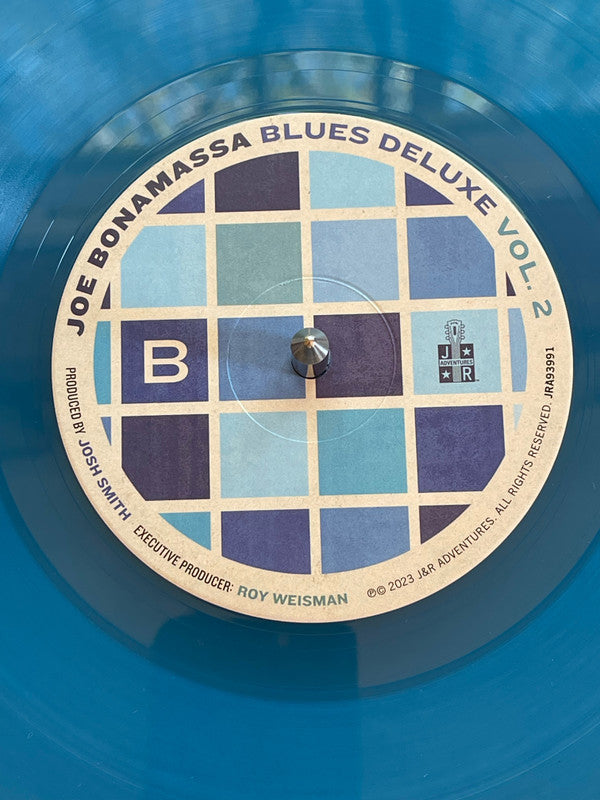 JOE BONAMASSA BLUES DELUXE VOL. 2
B
J ★
ADVENTURES
★ R
PRODUCED BY JOSH SMITH
EXECUTIVE PRODUCER: ROY WEISMAN
℗© 2023 J&R ADVENTURES. ALL RIGHTS RESERVED. JRA93991